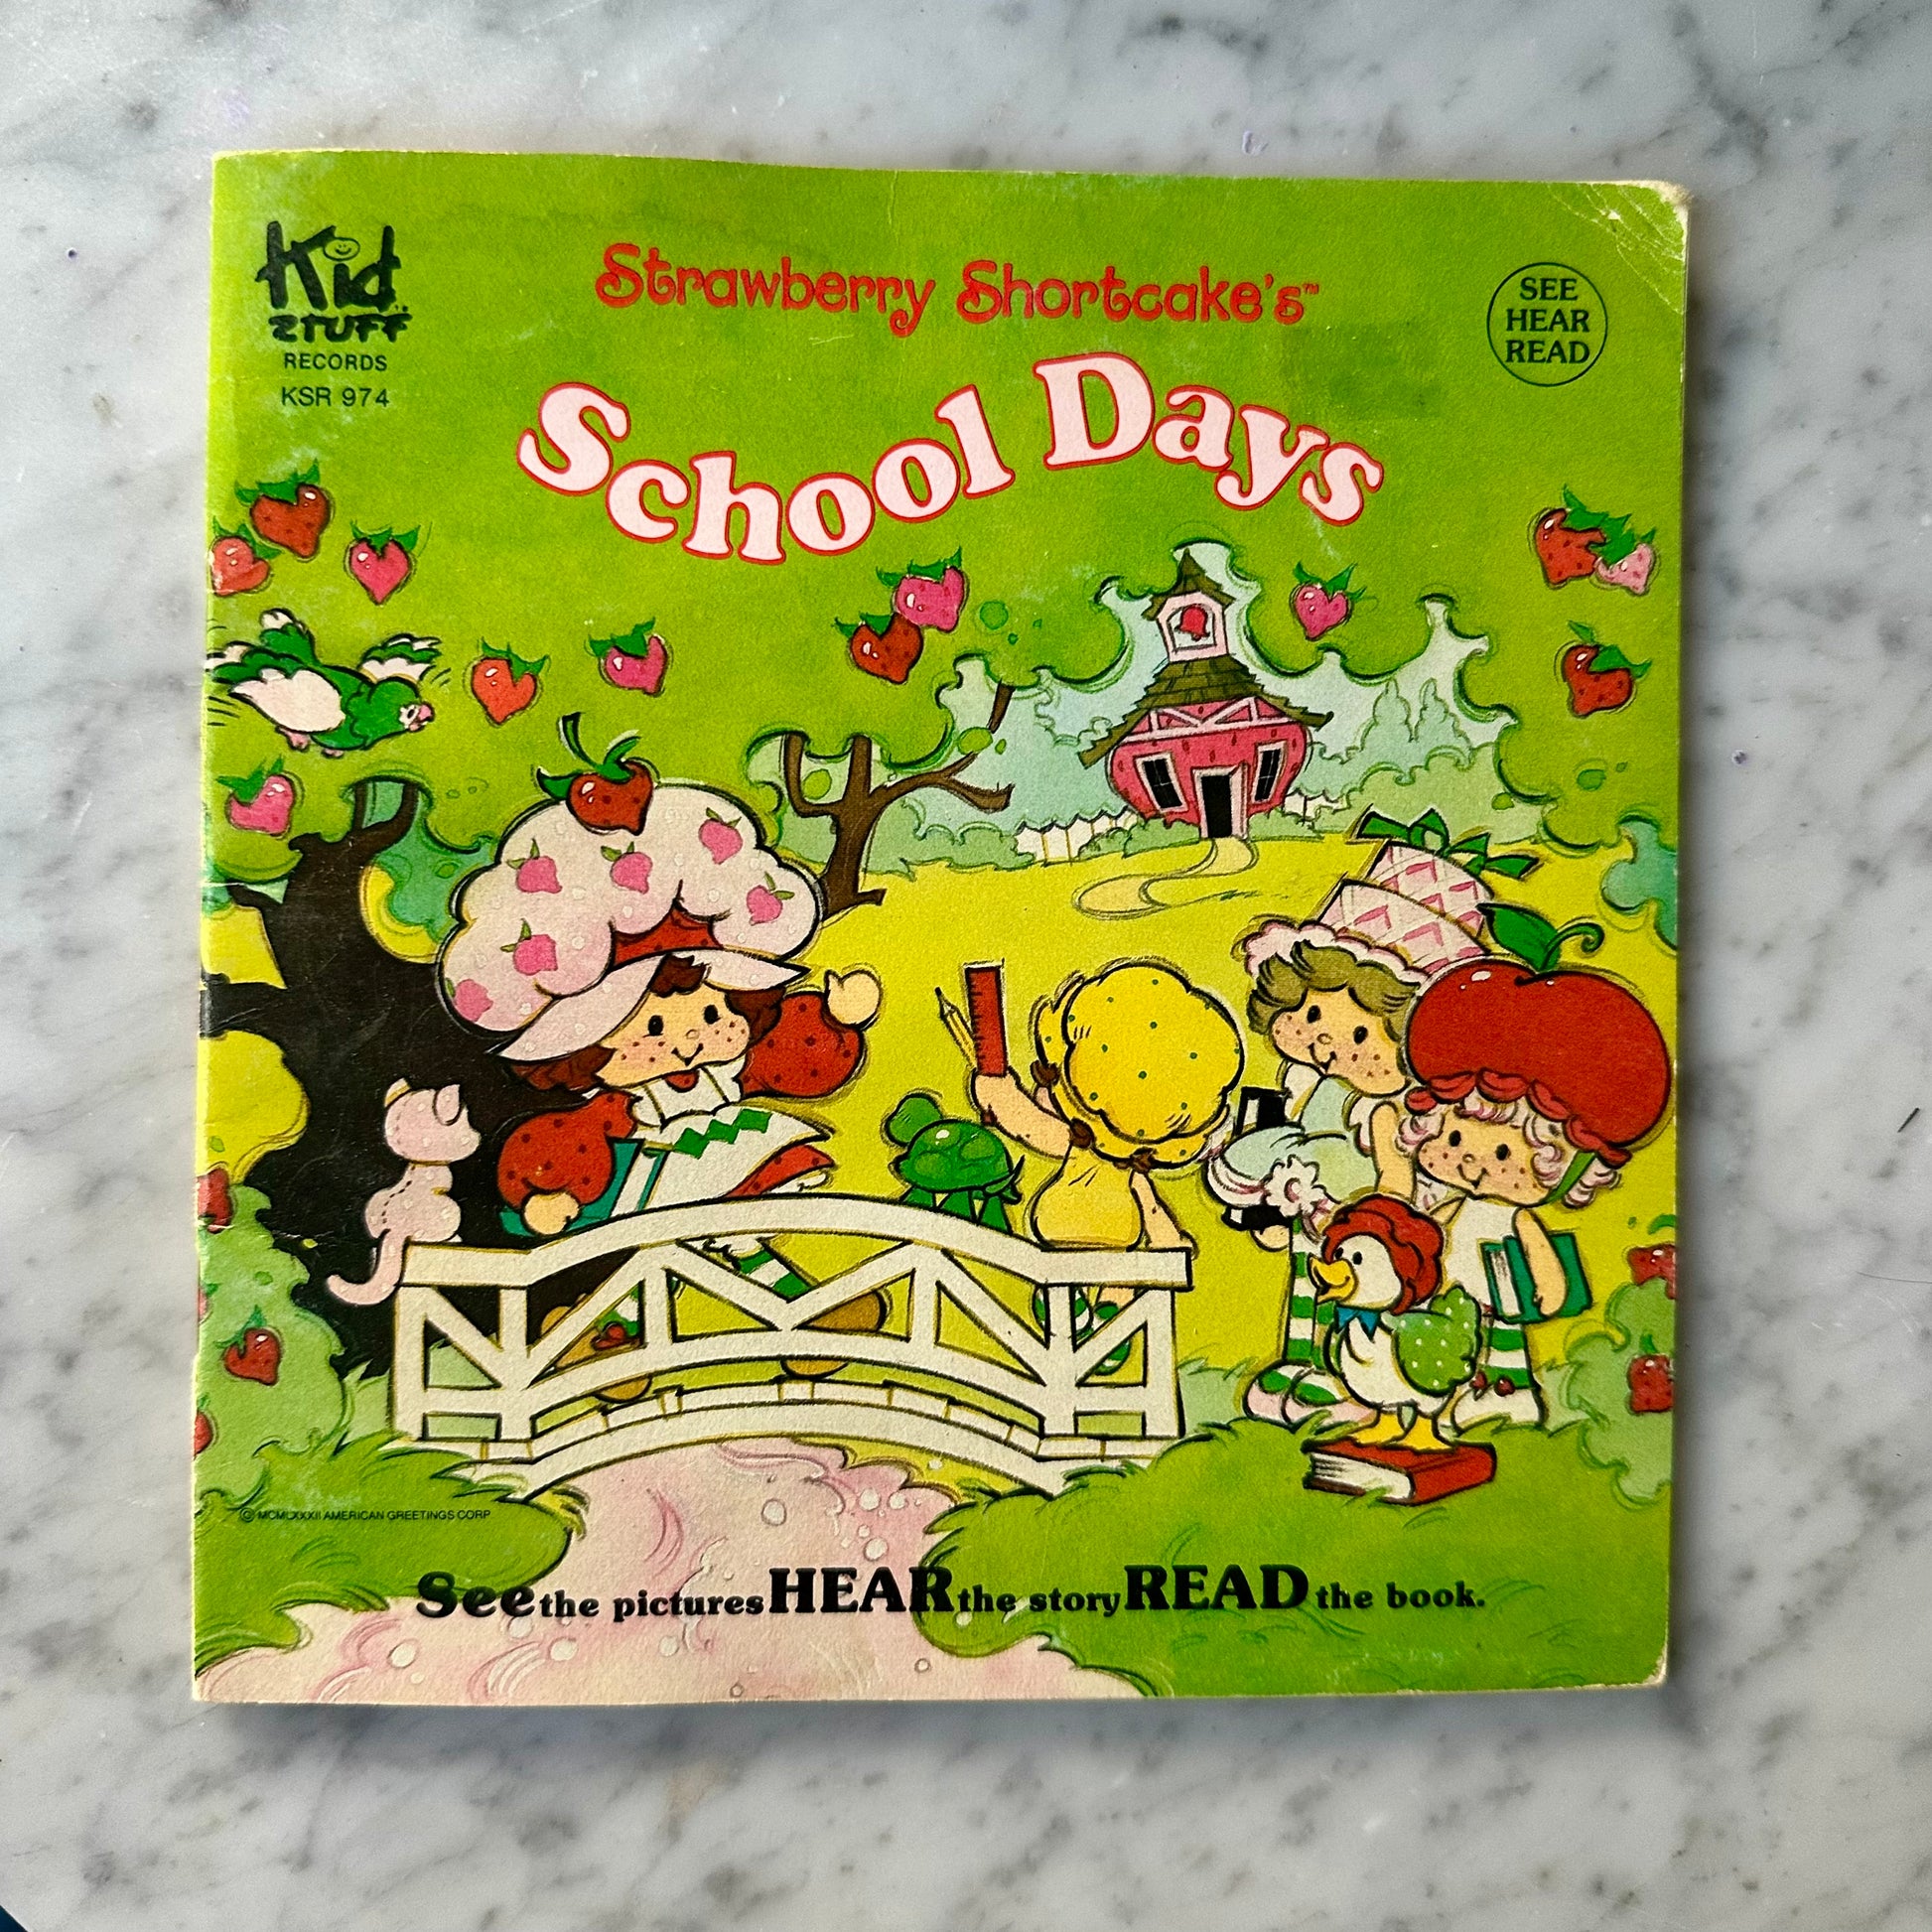 Kid
STUFF
RECORDS
KSR 974
Strawberry Shortcake's™
School Days
SEE
HEAR
READ
© MCMLXXXII AMERICAN GREETINGS CORP
See the pictures HEAR the story READ the book.